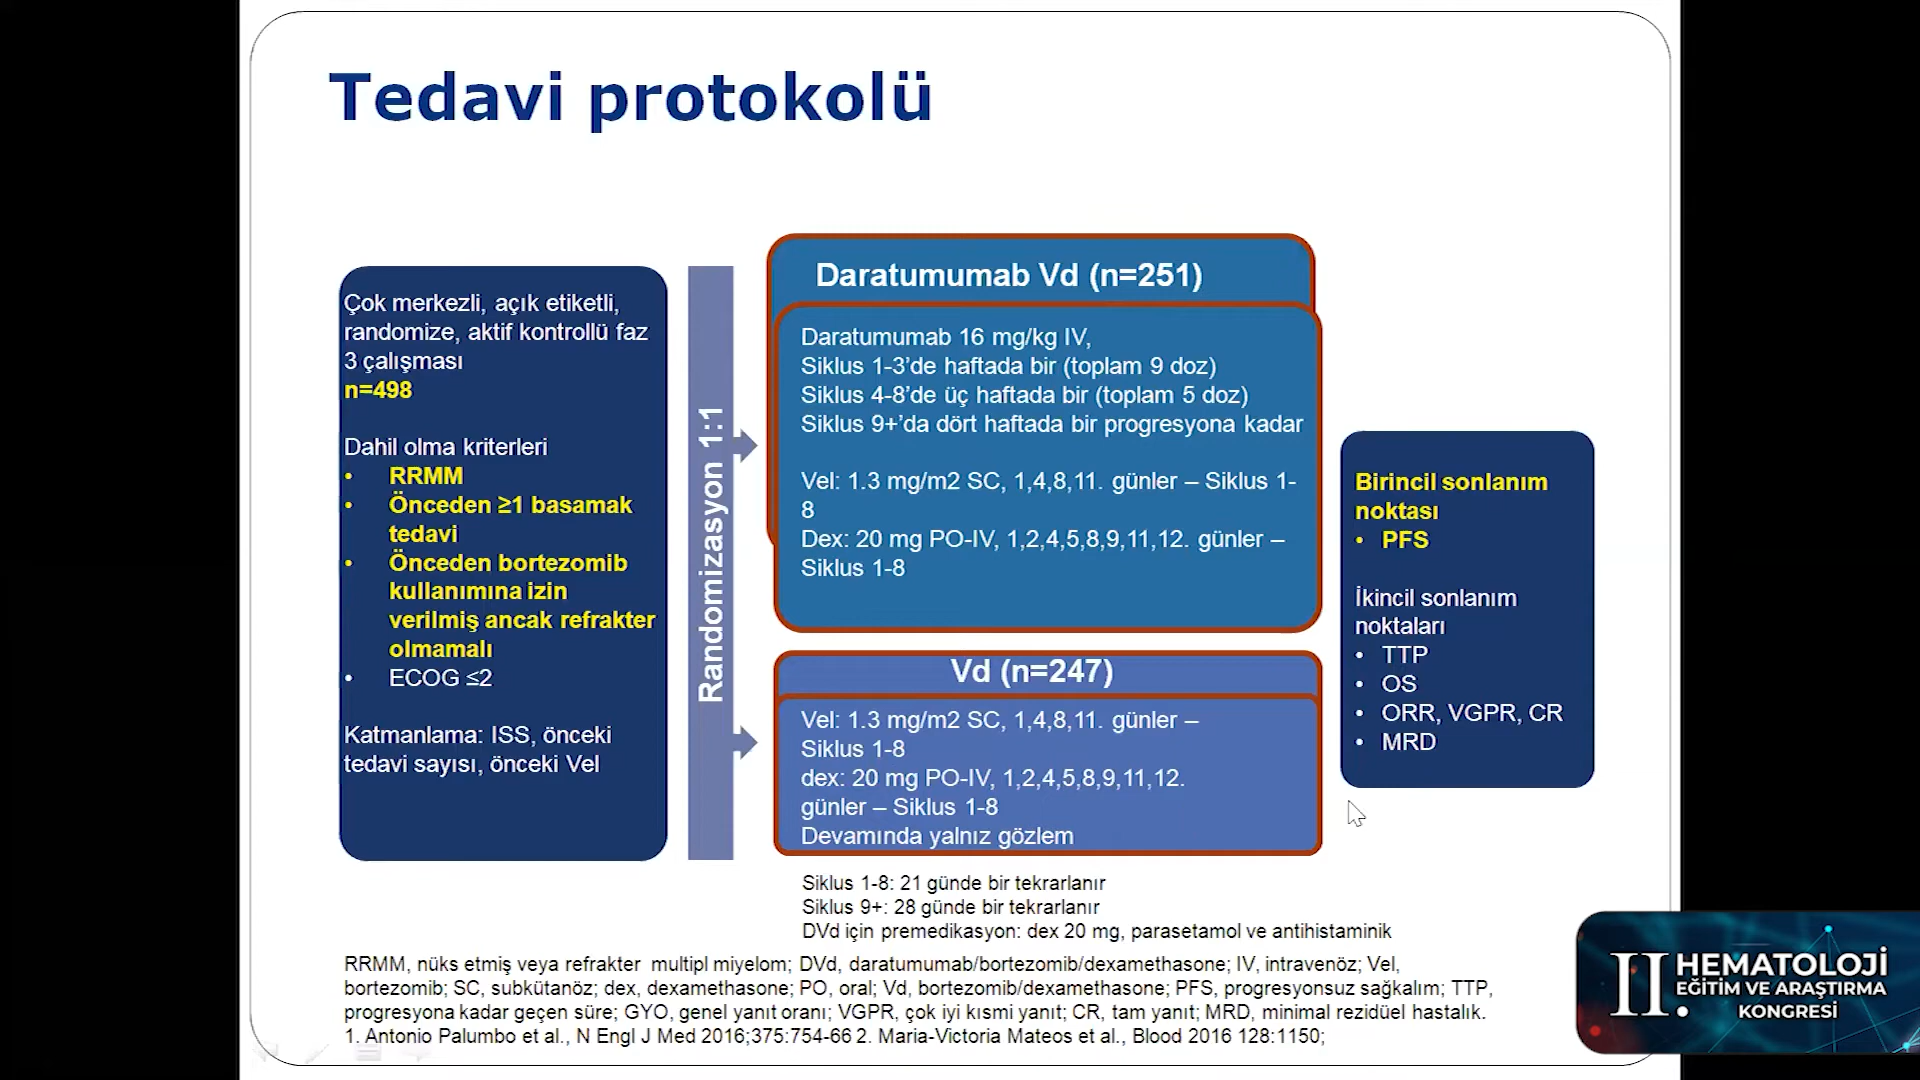 Tedavi protokolü
Çok merkezli, açık etiketli,
randomize, aktif kontrollü faz
3 çalışması
n=498
Dahil olma kriterleri
• RRMM
• Önceden ≥1 basamak
tedavi
• Önceden bortezomib
kullanımına izin
verilmiş ancak refrakter
olmamalı
• ECOG ≤2
Katmanlama: ISS, önceki
tedavi sayısı, önceki Vel
Randomizasyon 1:1
Daratumumab Vd (n=251)
Daratumumab 16 mg/kg IV,
Siklus 1-3’de haftada bir (toplam 9 doz)
Siklus 4-8’de üç haftada bir (toplam 5 doz)
Siklus 9+’da dört haftada bir progresyona kadar
Vel: 1.3 mg/m2 SC, 1,4,8,11. günler – Siklus 1-
8
Dex: 20 mg PO-IV, 1,2,4,5,8,9,11,12. günler –
Siklus 1-8
Vd (n=247)
Vel: 1.3 mg/m2 SC, 1,4,8,11. günler –
Siklus 1-8
dex: 20 mg PO-IV, 1,2,4,5,8,9,11,12.
günler – Siklus 1-8
Devamında yalnız gözlem
Birincil sonlanım
noktası
• PFS
İkincil sonlanım
noktaları
• TTP
• OS
• ORR, VGPR, CR
• MRD
Siklus 1-8: 21 günde bir tekrarlanır
Siklus 9+: 28 günde bir tekrarlanır
DVd için premedikasyon: dex 20 mg, parasetamol ve antihistaminik
RRMM, nüks etmiş veya refrakter multipl miyelom; DVd, daratumumab/bortezomib/dexamethasone; IV, intravenöz; Vel,
bortezomib; SC, subkütanöz; dex, dexamethasone; PO, oral; Vd, bortezomib/dexamethasone; PFS, progresyonsuz sağkalım; TTP,
progresyona kadar geçen süre; GYO, genel yanıt oranı; VGPR, çok iyi kısmi yanıt; CR, tam yanıt; MRD, minimal rezidüel hastalık.
1. Antonio Palumbo et al., N Engl J Med 2016;375:754-66 2. Maria-Victoria Mateos et al., Blood 2016 128:1150;
II. HEMATOLOJİ
EĞİTİM VE ARAŞTIRMA
KONGRESİ